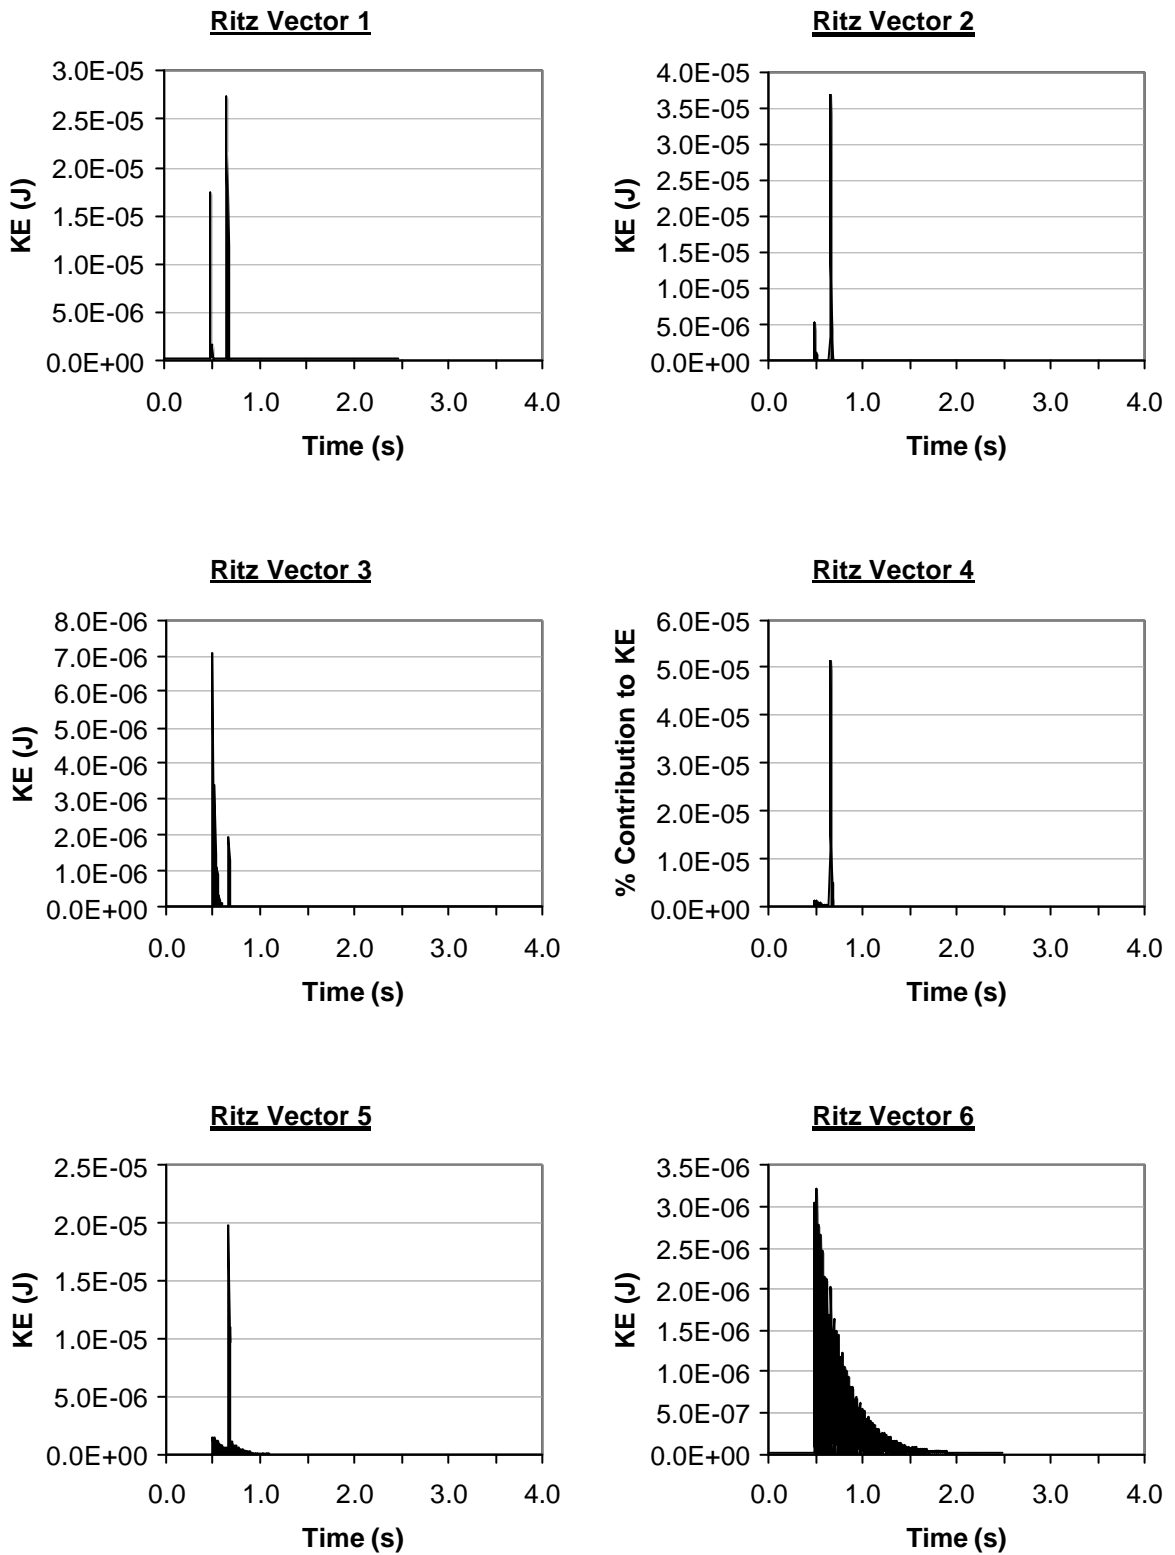 Ritz Vector 1
3.0E-05
2.5E-05
2.0E-05
1.5E-05
1.0E-05
5.0E-06
0.0E+00
KE (J)
0.0 1.0 2.0 3.0 4.0
Time (s)
Ritz Vector 2
4.0E-05
3.5E-05
3.0E-05
2.5E-05
2.0E-05
1.5E-05
1.0E-05
5.0E-06
0.0E+00
KE (J)
0.0 1.0 2.0 3.0 4.0
Time (s)
Ritz Vector 3
8.0E-06
7.0E-06
6.0E-06
5.0E-06
4.0E-06
3.0E-06
2.0E-06
1.0E-06
0.0E+00
KE (J)
0.0 1.0 2.0 3.0 4.0
Time (s)
Ritz Vector 4
6.0E-05
5.0E-05
4.0E-05
3.0E-05
2.0E-05
1.0E-05
0.0E+00
% Contribution to KE
0.0 1.0 2.0 3.0 4.0
Time (s)
Ritz Vector 5
2.5E-05
2.0E-05
1.5E-05
1.0E-05
5.0E-06
0.0E+00
KE (J)
0.0 1.0 2.0 3.0 4.0
Time (s)
Ritz Vector 6
3.5E-06
3.0E-06
2.5E-06
2.0E-06
1.5E-06
1.0E-06
5.0E-07
0.0E+00
KE (J)
0.0 1.0 2.0 3.0 4.0
Time (s)